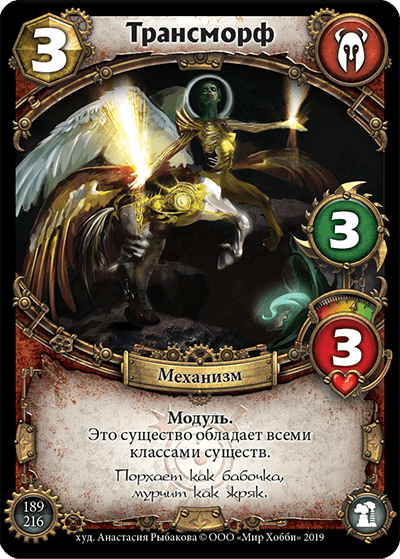 3
Трансморф
3
3
Механизм
Модуль.
Это существо обладает всеми
классами существ.
Порхает как бабочка,
мурчит как жряк.
189
216
худ. Анастасия Рыбакова © ООО «Мир Хобби» 2019